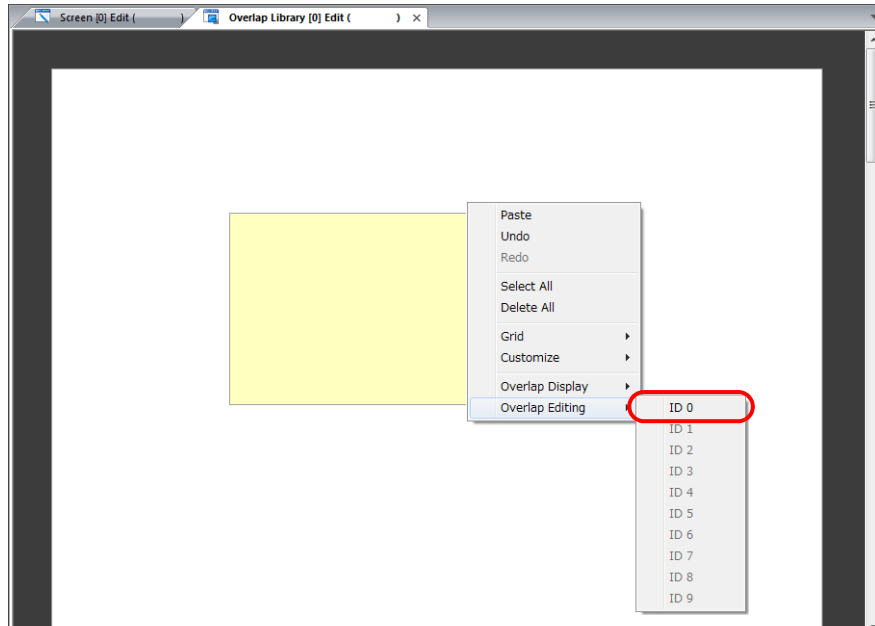 Screen [0] Edit ( ) Overlap Library [0] Edit ( ) ×
Paste
Undo
Redo
Select All
Delete All
Grid
Customize
Overlap Display
Overlap Editing
ID 0
ID 1
ID 2
ID 3
ID 4
ID 5
ID 6
ID 7
ID 8
ID 9